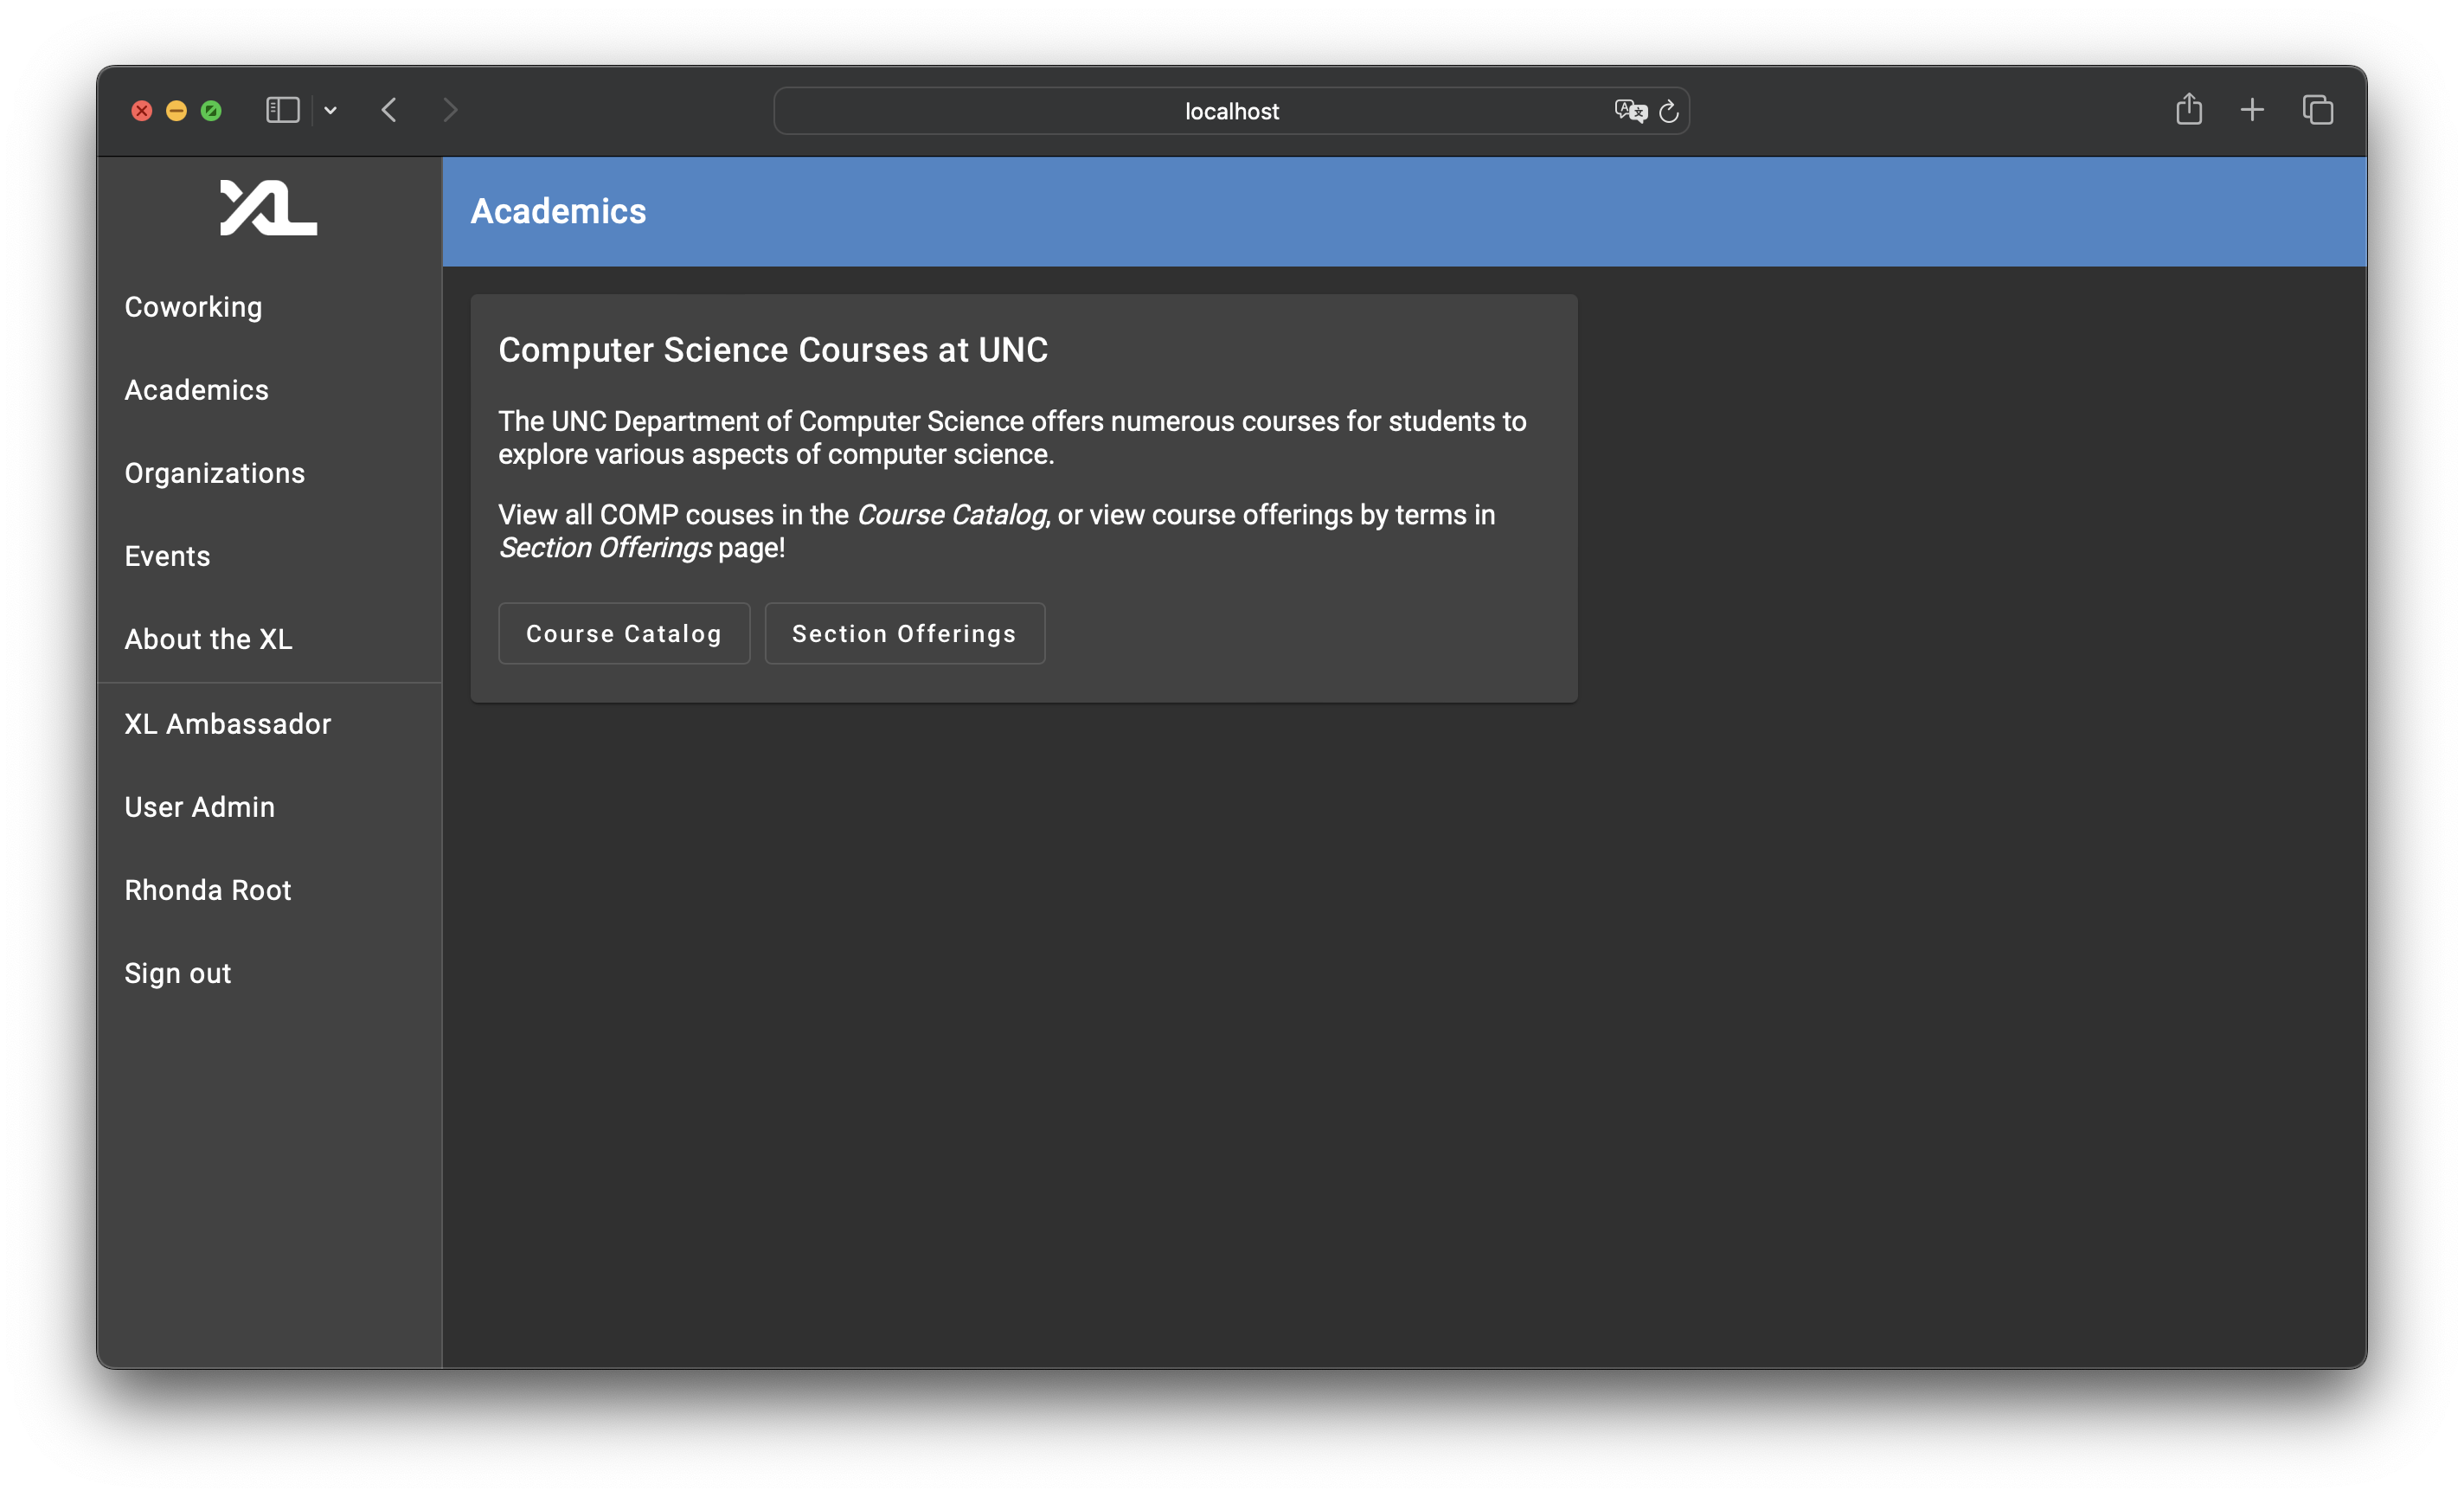 localhost
XL
Academics
Coworking
Academics
Organizations
Events
About the XL
XL Ambassador
User Admin
Rhonda Root
Sign out
Computer Science Courses at UNC
The UNC Department of Computer Science offers numerous courses for students to
explore various aspects of computer science.
View all COMP couses in the Course Catalog, or view course offerings by terms in
Section Offerings page!
Course Catalog
Section Offerings